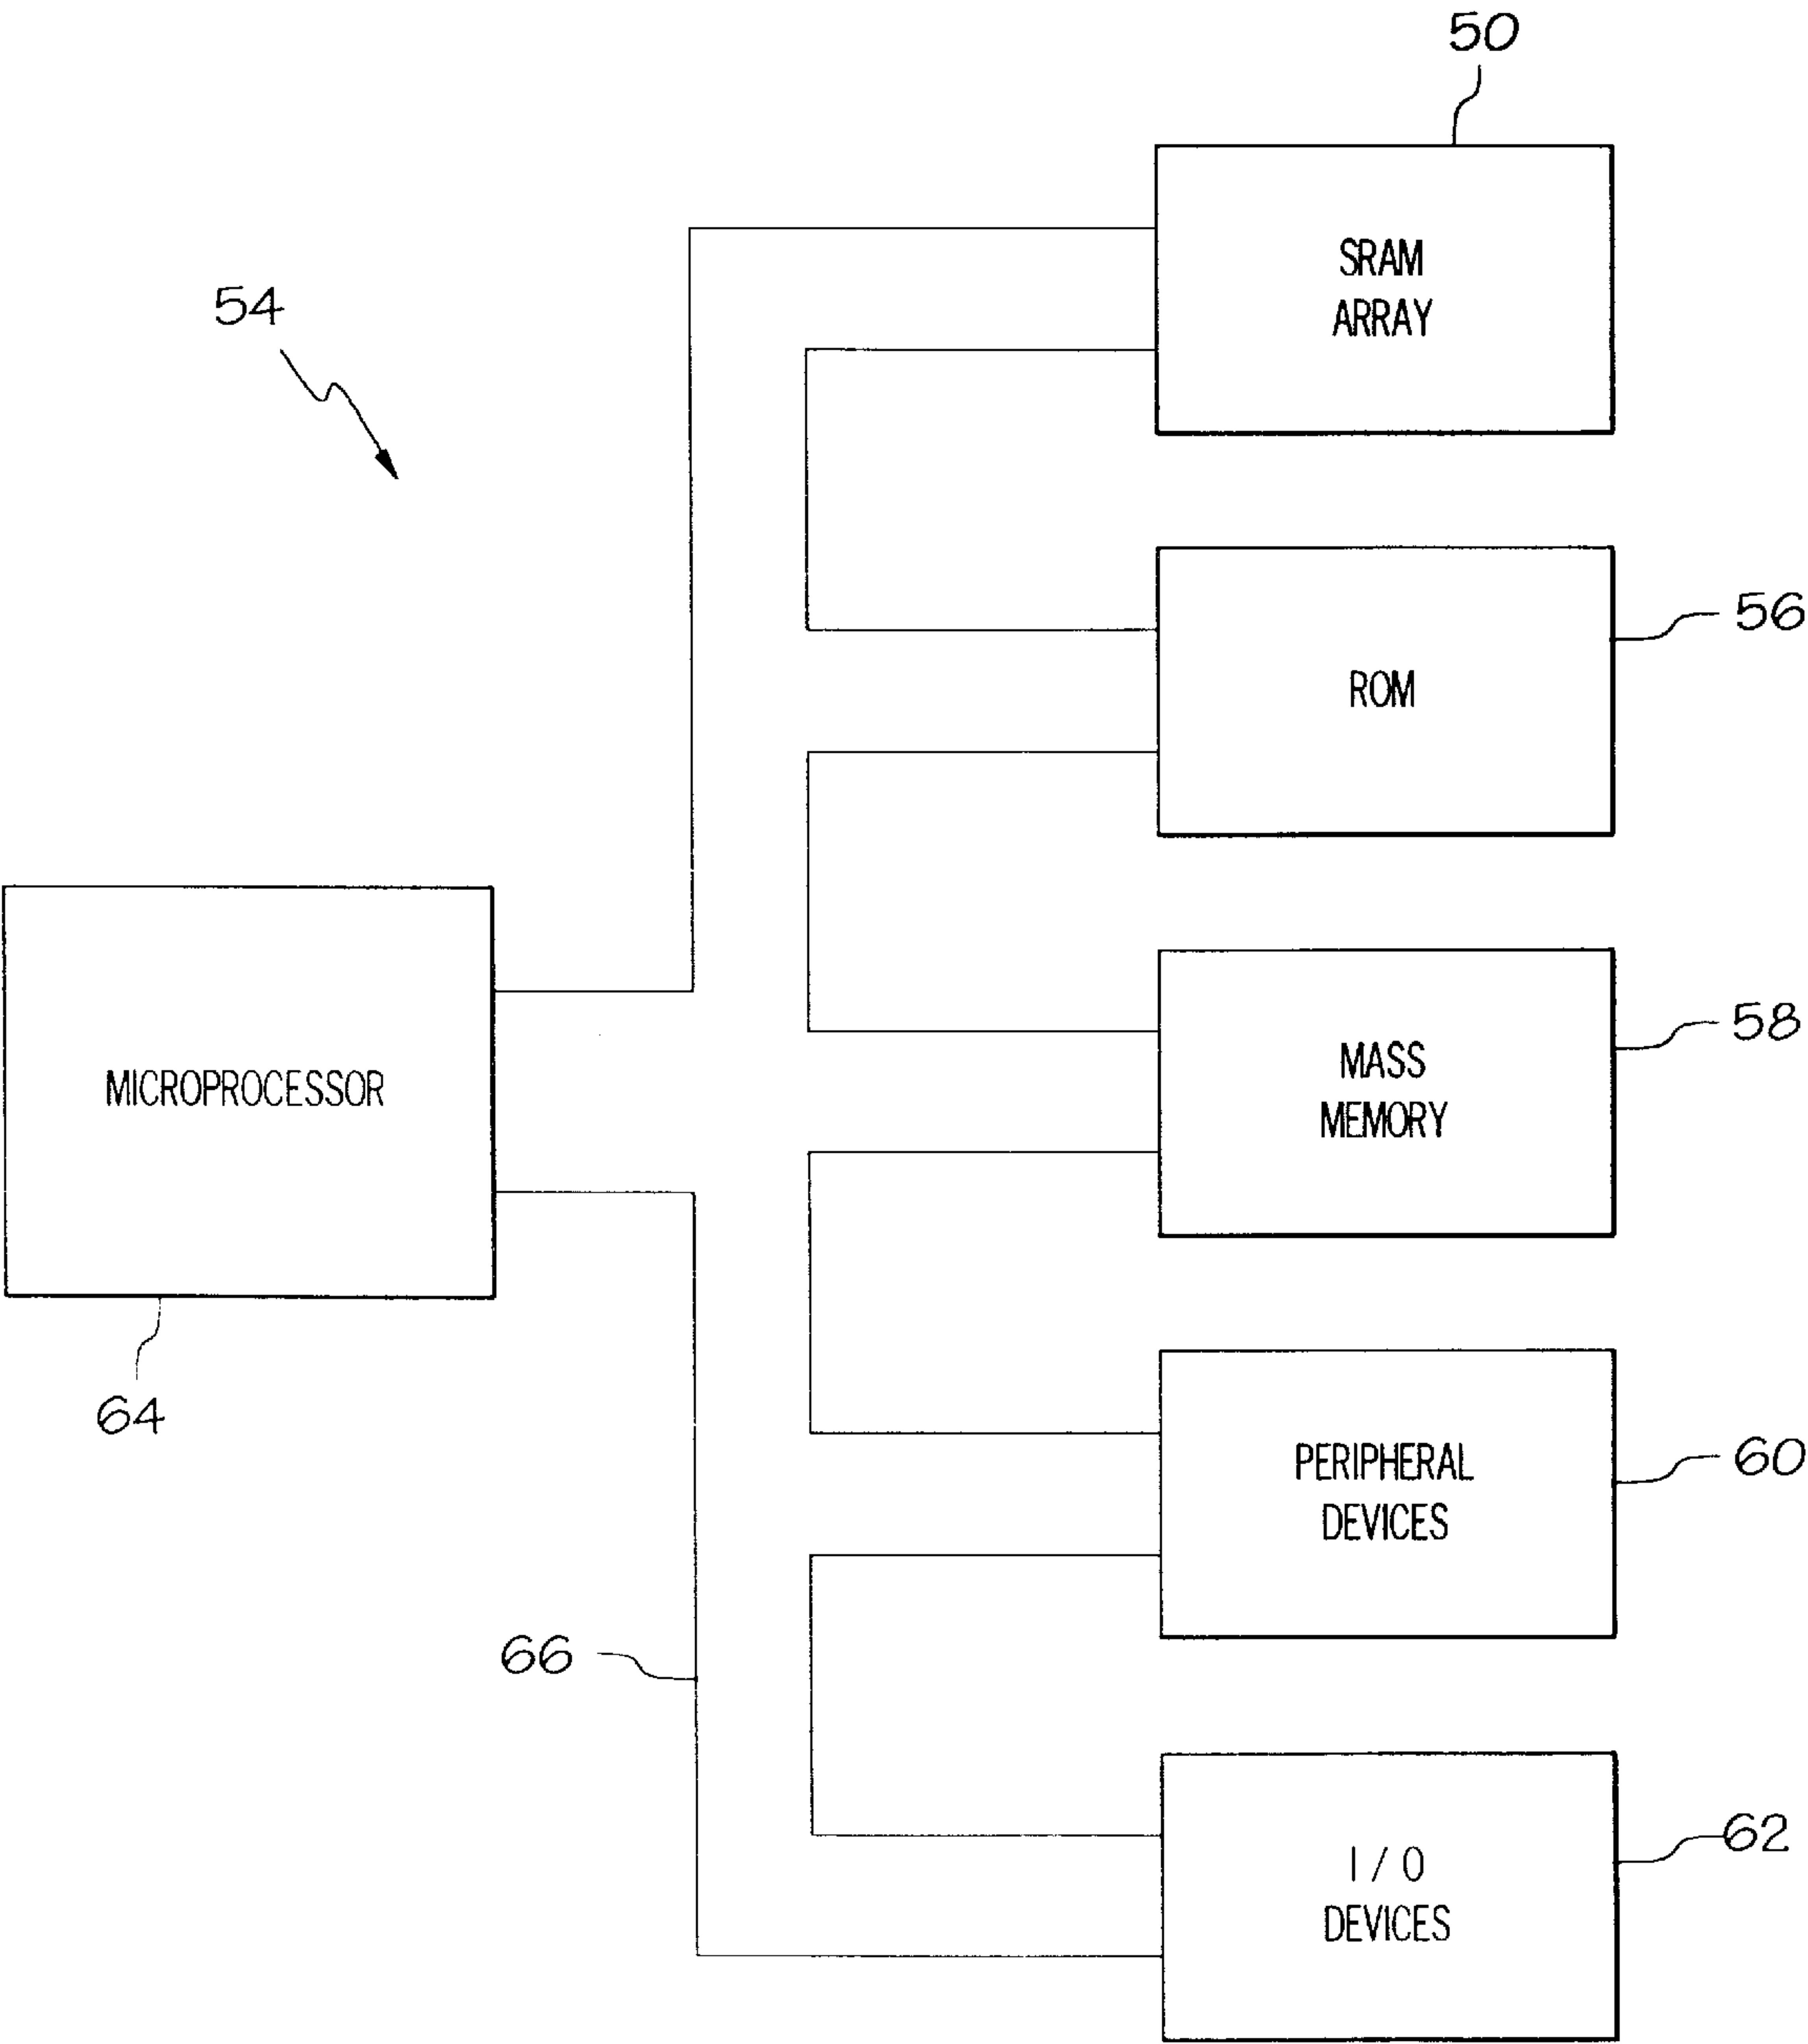 50
SRAM
ARRAY
54
56
ROM
58
MASS
MEMORY
MICROPROCESSOR
64
60
PERIPHERAL
DEVICES
66
62
I / O
DEVICES